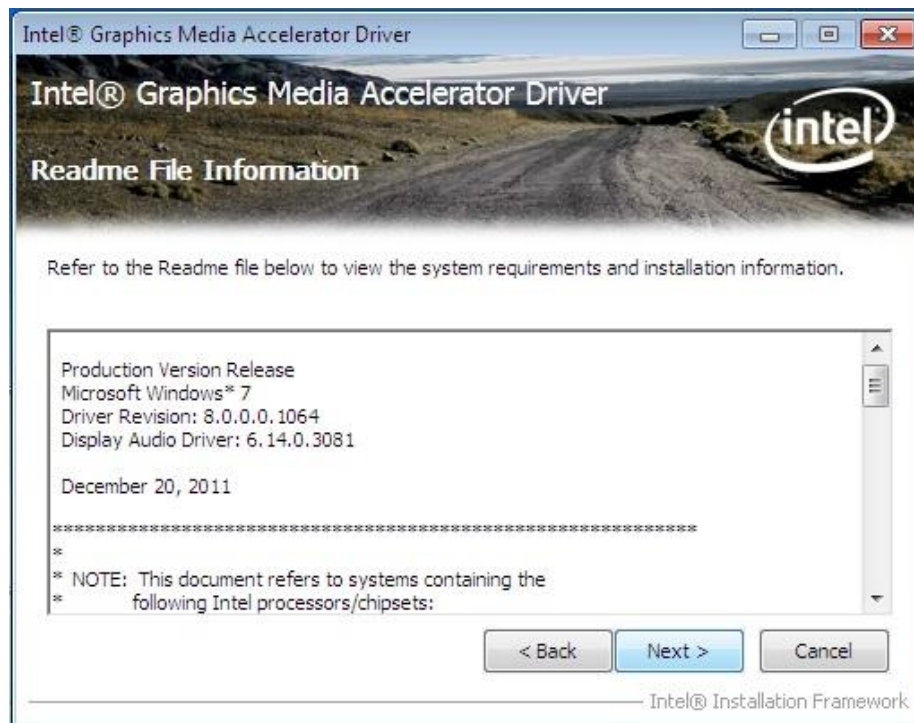 Intel® Graphics Media Accelerator Driver
Intel® Graphics Media Accelerator Driver
intel
Readme File Information
Refer to the Readme file below to view the system requirements and installation information.
Production Version Release
Microsoft Windows* 7
Driver Revision: 8.0.0.0.1064
Display Audio Driver: 6.14.0.3081
December 20, 2011
************************************************************
*
* NOTE: This document refers to systems containing the
* following Intel processors/chipsets:
< Back
Next >
Cancel
Intel® Installation Framework